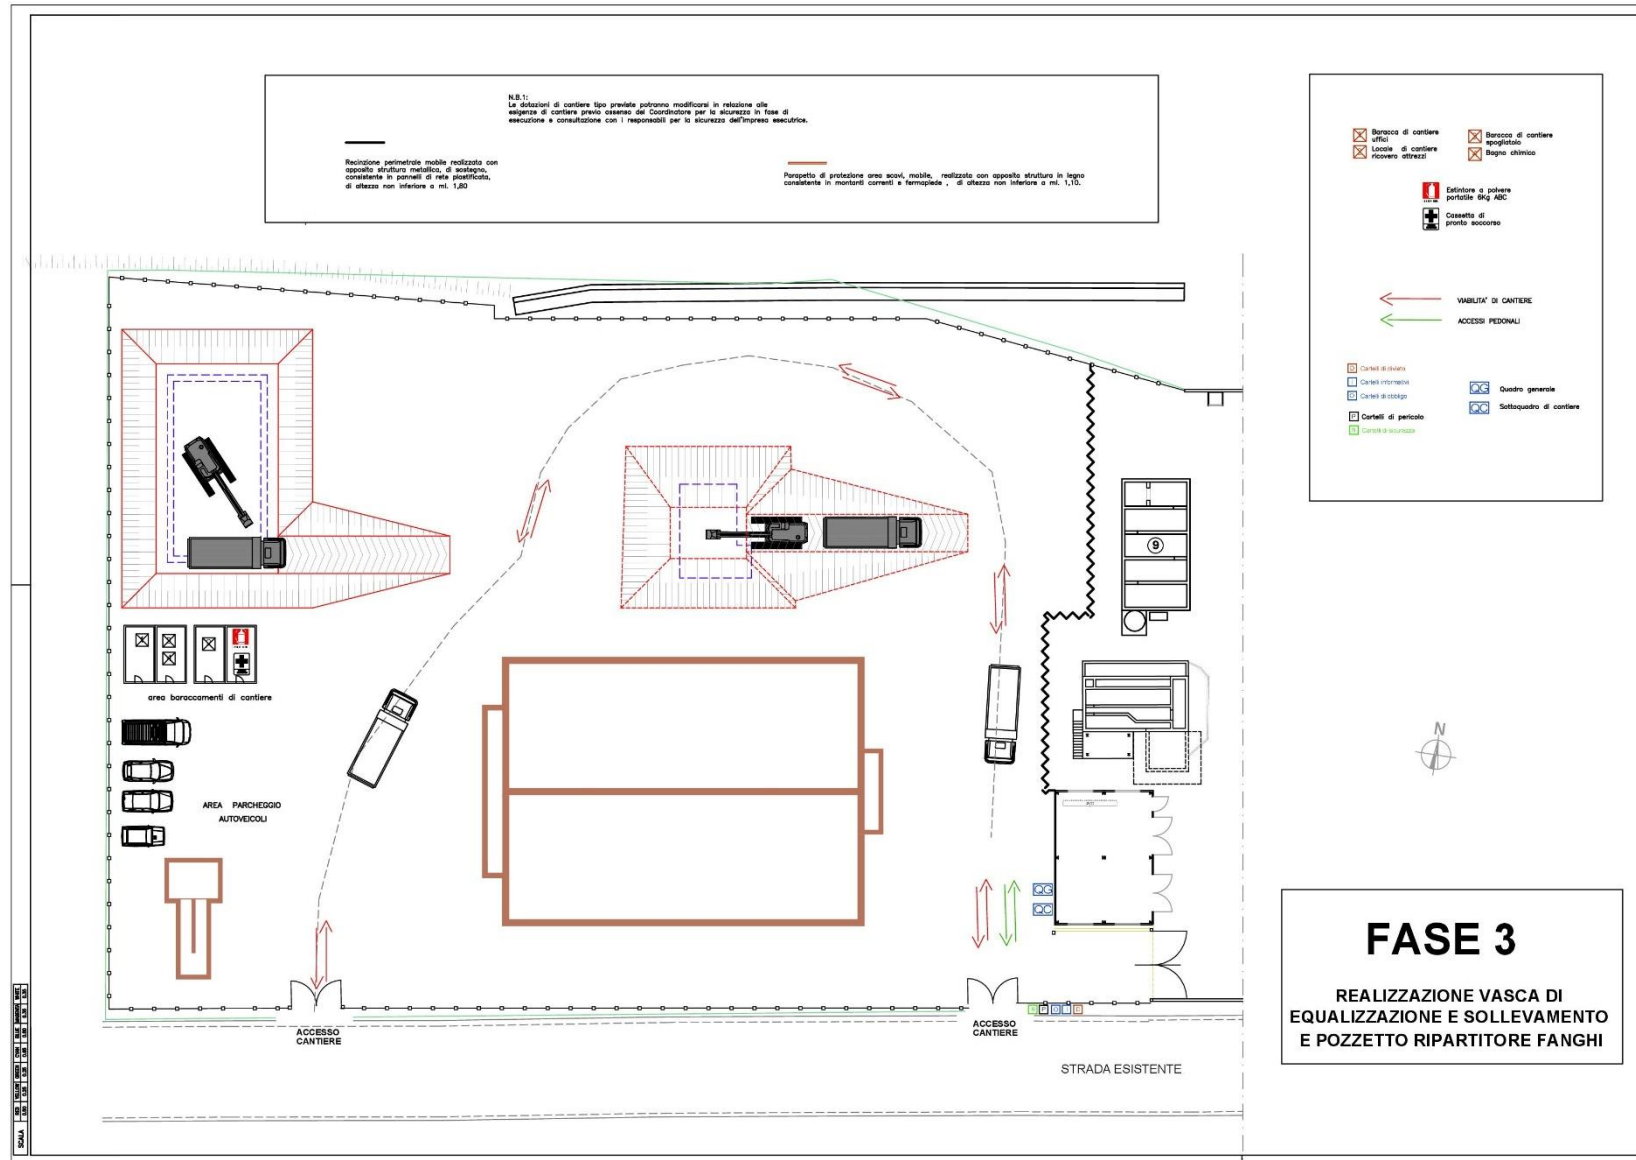 N.B.1:
Le dotazioni di cantiere tipo previste potranno modificarsi in relazione alle
esigenze di cantiere previo assenso del Coordinatore per la sicurezza in fase di
esecuzione e consultazione con i responsabili per la sicurezza dell'impresa esecutrice.
Recinzione perimetrale mobile realizzata con
apposita struttura metallica, di sostegno,
consistente in pannelli di rete plastificata,
di altezza non inferiore a ml. 1,80
Parapetto di protezione area scavi, mobile, realizzata con apposita struttura in legno
consistente in montanti correnti e fermapiede , di altezza non inferiore a ml. 1,10.
Baracca di cantiere
uffici
Locale di cantiere
ricovero attrezzi
Baracca di cantiere
spogliatoio
Bagno chimico
Estintore a polvere
portatile 6Kg ABC
Cassetta di
pronto soccorso
VIABILITA' DI CANTIERE
ACCESSI PEDONALI
D Cartelli di divieto
I Cartelli informativi
O Cartelli di obbligo
P Cartelli di pericolo
S Cartelli di sicurezza
QG Quadro generale
QC Sottoquadro di cantiere
9
area baraccamenti di cantiere
AREA PARCHEGGIO
AUTOVEICOLI
N
QG
QC
ACCESSO
CANTIERE
ACCESSO
CANTIERE
S P O I D
STRADA ESISTENTE
FASE 3
REALIZZAZIONE VASCA DI
EQUALIZZAZIONE E SOLLEVAMENTO
E POZZETTO RIPARTITORE FANGHI
SCALA
RED YELLOW GREEN CYAN BLUE MAGENTA WHITE